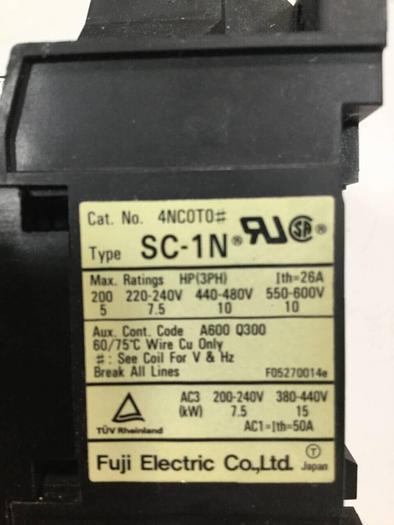 Cat. No. 4NC0T0#
Type SC-1N® RU SA ®
Max. Ratings HP(3PH) Ith=26A
200 220-240V 440-480V 550-600V
5 7.5 10 10
Aux. Cont. Code A600 Q300
60/75℃ Wire Cu Only
#: See Coil For V & Hz
Break All Lines F05270014e
AC3 200-240V 380-440V
(kW) 7.5 15
TÜV Rheinland AC1=Ith=50A
Fuji Electric Co.,Ltd. T Japan